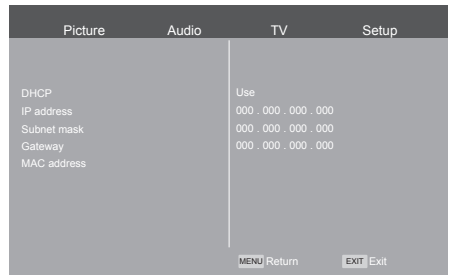 Picture Audio TV Setup
DHCP Use
IP address 000 . 000 . 000 . 000
Subnet mask 000 . 000 . 000 . 000
Gateway 000 . 000 . 000 . 000
MAC address
MENU Return EXIT Exit